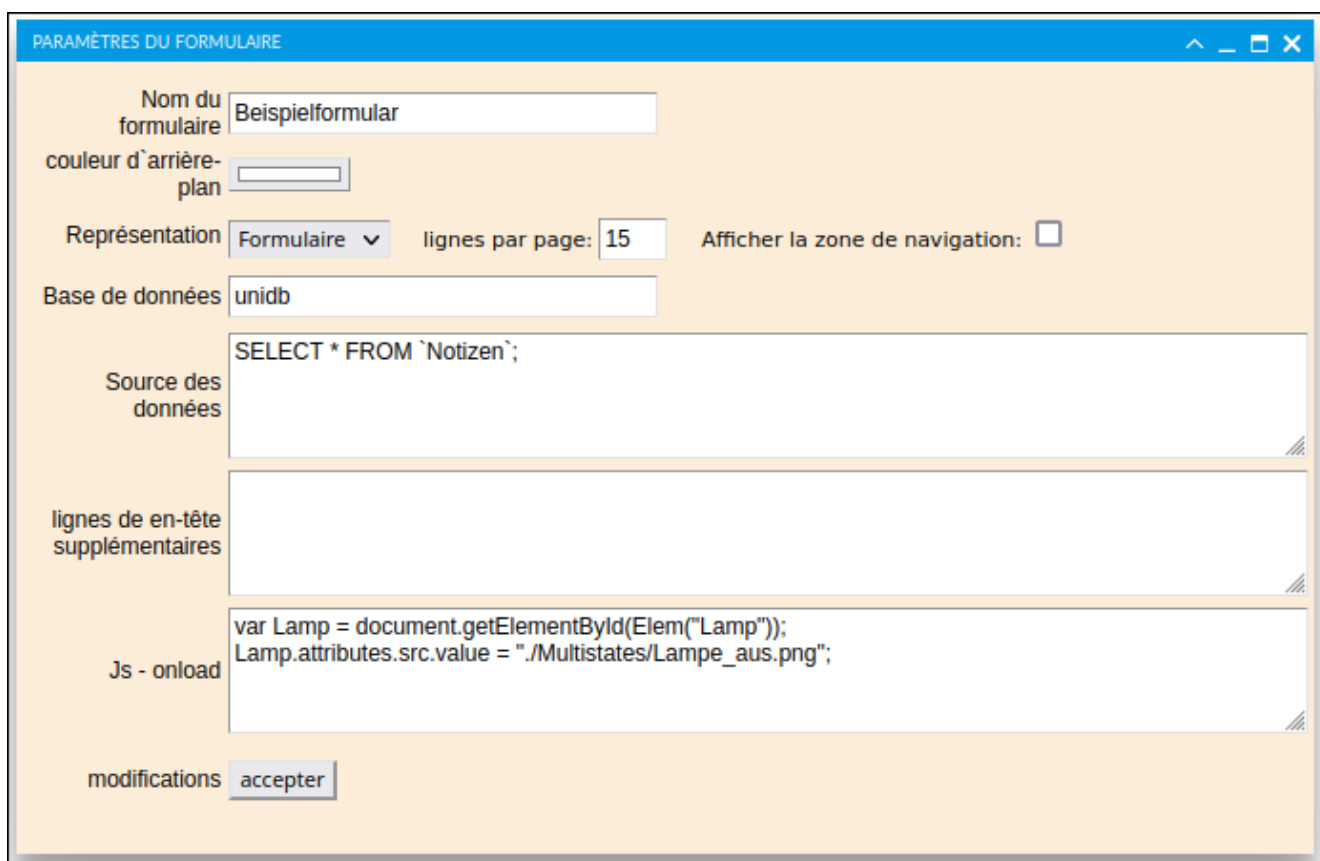 PARAMÈTRES DU FORMULAIRE
Nom du
formulaire
Beispielformular
couleur d`arrière-
plan
Représentation Formulaire lignes par page: 15 Afficher la zone de navigation:
Base de données unidb
Source des
données
SELECT * FROM `Notizen`;
lignes de en-tête
supplémentaires
Js - onload
var Lamp = document.getElementById(Elem("Lamp"));
Lamp.attributes.src.value = "./Multistates/Lampe_aus.png";
modifications accepter